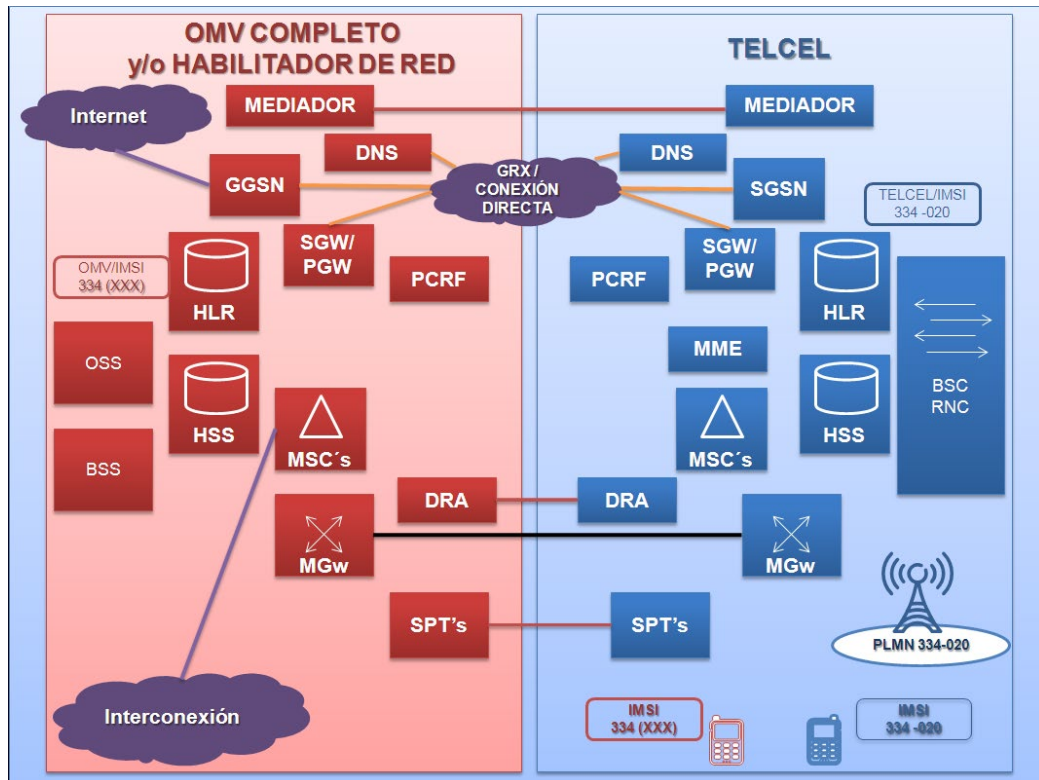 OMV COMPLETO
y/o HABILITADOR DE RED
TELCEL
Internet
MEDIADOR
MEDIADOR
DNS
DNS
GRX /
CONEXIÓN
DIRECTA
GGSN
SGSN
TELCEL/IMSI
334 -020
SGW/
PGW
SGW/
PGW
OMV/IMSI
334 (XXX)
PCRF
PCRF
HLR
HLR
OSS
MME
BSC
RNC
HSS
HSS
MSC´s
MSC´s
BSS
DRA
DRA
MGw
MGw
SPT's
SPT's
PLMN 334-020
Interconexión
IMSI
334 (XXX)
IMSI
334 -020